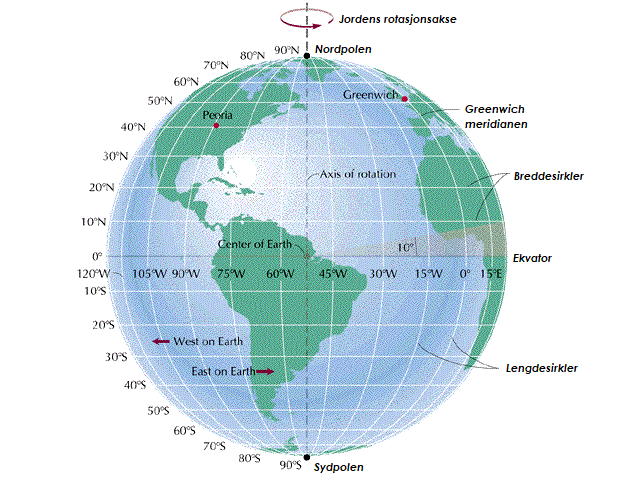 Jordens rotasjonsakse
90°N Nordpolen
80°N
70°N
60°N
50°N
Greenwich
Greenwich
meridianen
Peoria
40°N
30°N
Axis of rotation
Breddesirkler
20°N
10°N
Center of Earth
10°
0°
Ekvator
120°W 105°W 90°W 75°W 60°W 45°W 30°W 15°W 0° 15°E
10°S
20°S
West on Earth
30°S
East on Earth
Lengdesirkler
40°S
50°S
60°S
70°S
80°S
90°S Sydpolen